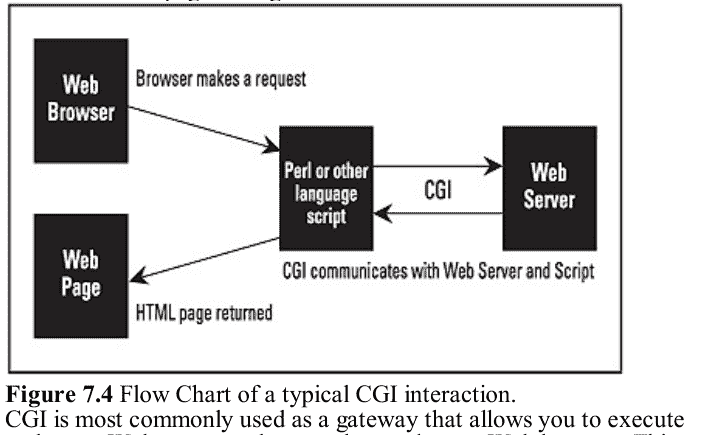 Web
Browser
Browser makes a request
Perl or other
language
script
CGI
Web
Server
CGI communicates with Web Server and Script
Web
Page
HTML page returned
Figure 7.4 Flow Chart of a typical CGI interaction.
CGI is most commonly used as a gateway that allows you to execute